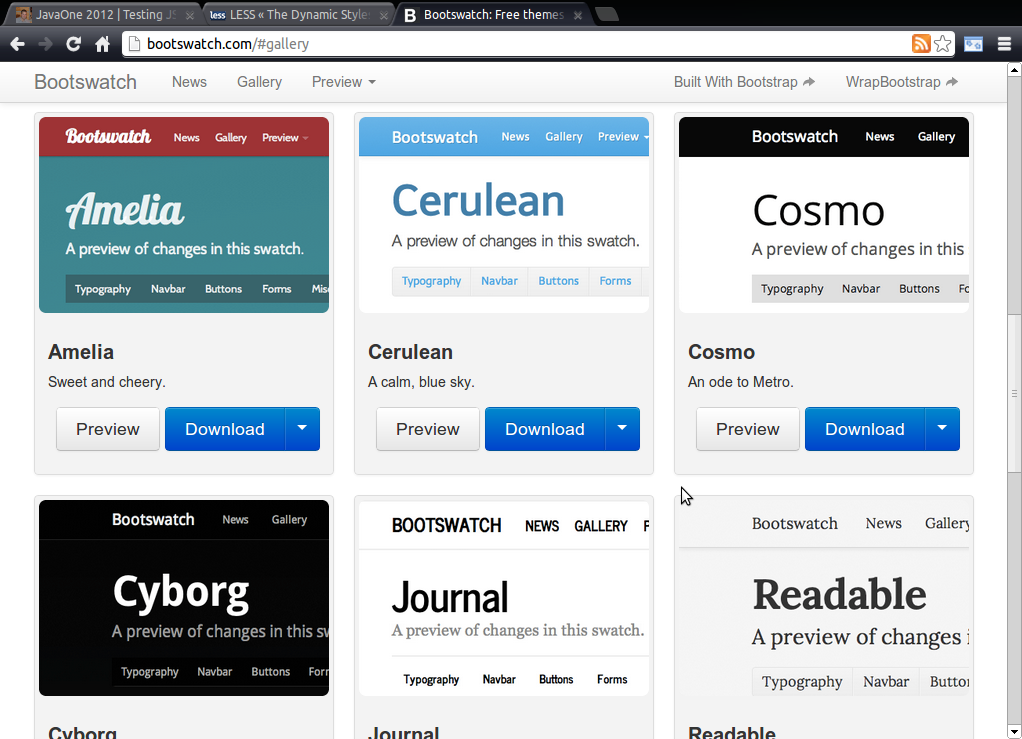 JavaOne 2012 | Testing JS
less LESS « The Dynamic Style
B Bootswatch: Free themes
bootswatch.com/#gallery
Bootswatch News Gallery Preview Built With Bootstrap WrapBootstrap
Bootswatch News Gallery Preview
Amelia
A preview of changes in this swatch.
Typography Navbar Buttons Forms Misc
Amelia
Sweet and cheery.
Preview Download
Bootswatch News Gallery Preview
Cerulean
A preview of changes in this swatch.
Typography Navbar Buttons Forms
Cerulean
A calm, blue sky.
Preview Download
Bootswatch News Gallery
Cosmo
A preview of changes in this
Typography Navbar Buttons Fo
Cosmo
An ode to Metro.
Preview Download
Bootswatch News Gallery
Cyborg
A preview of changes in this sw
Typography Navbar Buttons Forn
Cyborg
BOOTSWATCH NEWS GALLERY P
Journal
A preview of changes in this swatch.
Typography Navbar Buttons Forms
Journal
Bootswatch News Gallery
Readable
A preview of changes i
Typography Navbar Button
Readable